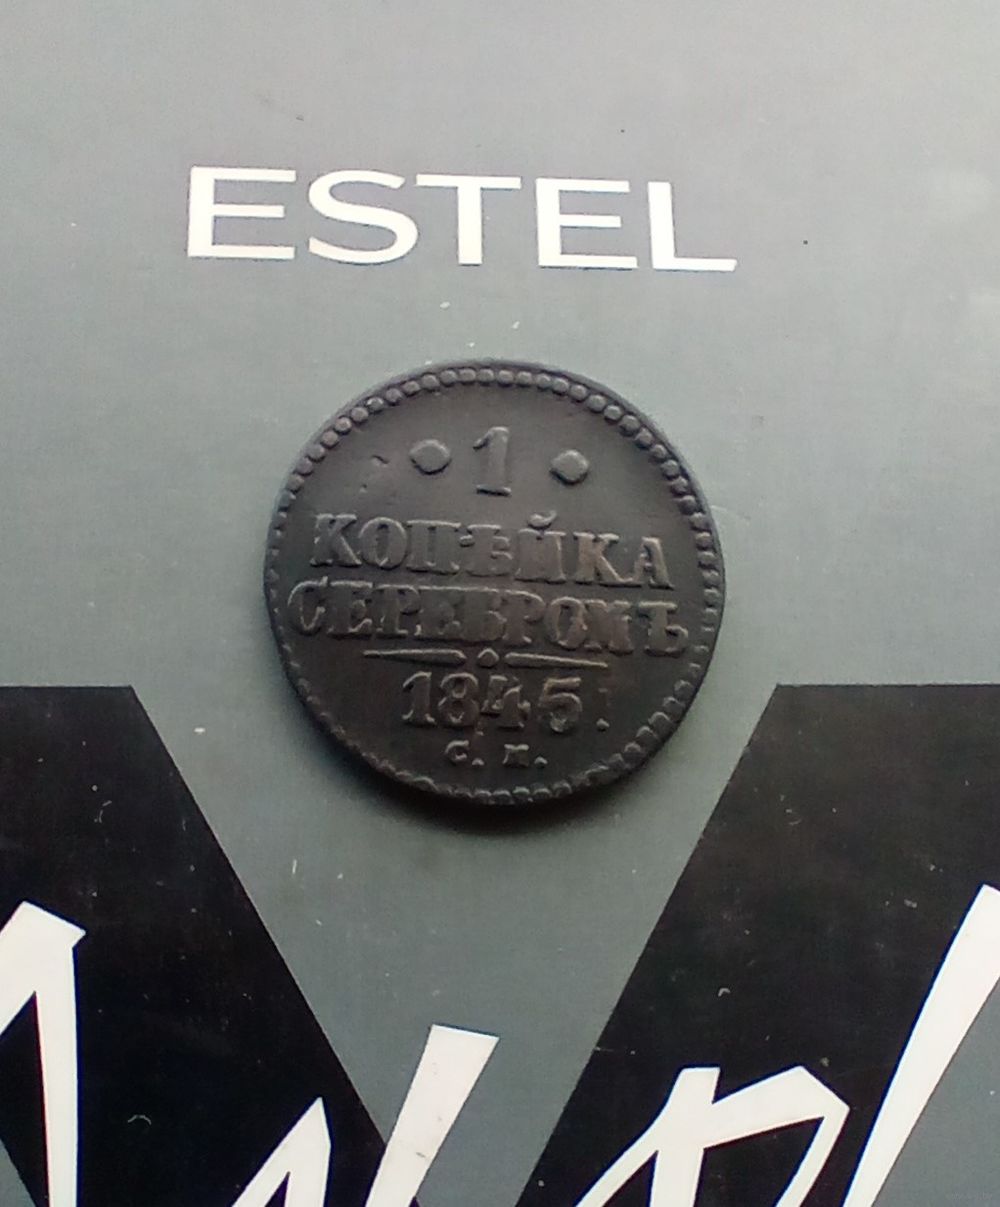 ESTEL
1
КОПѢЙКА
СЕРЕБРОМЪ
1845.
С. М.